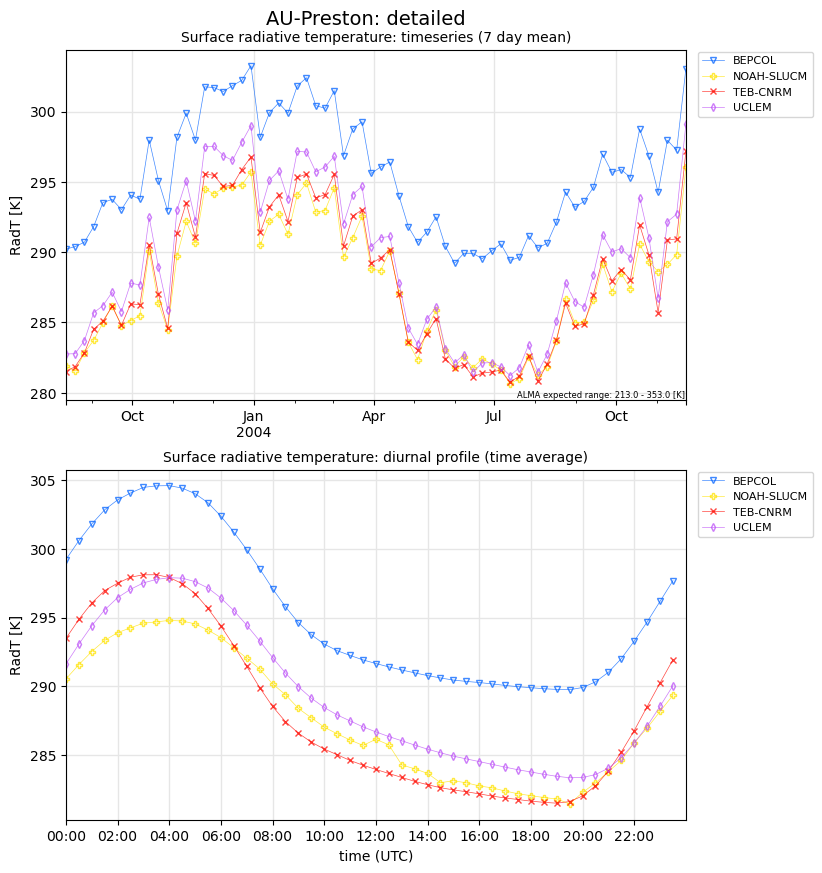 AU-Preston: detailed
Surface radiative temperature: timeseries (7 day mean)
RadT [K]
300
295
290
285
280
Oct
Jan
2004
Apr
Jul
Oct
ALMA expected range: 213.0 - 353.0 [K]
BEPCOL
NOAH-SLUCM
TEB-CNRM
UCLEM
Surface radiative temperature: diurnal profile (time average)
RadT [K]
305
300
295
290
285
00:00
02:00
04:00
06:00
08:00
10:00
12:00
14:00
16:00
18:00
20:00
22:00
time (UTC)
BEPCOL
NOAH-SLUCM
TEB-CNRM
UCLEM